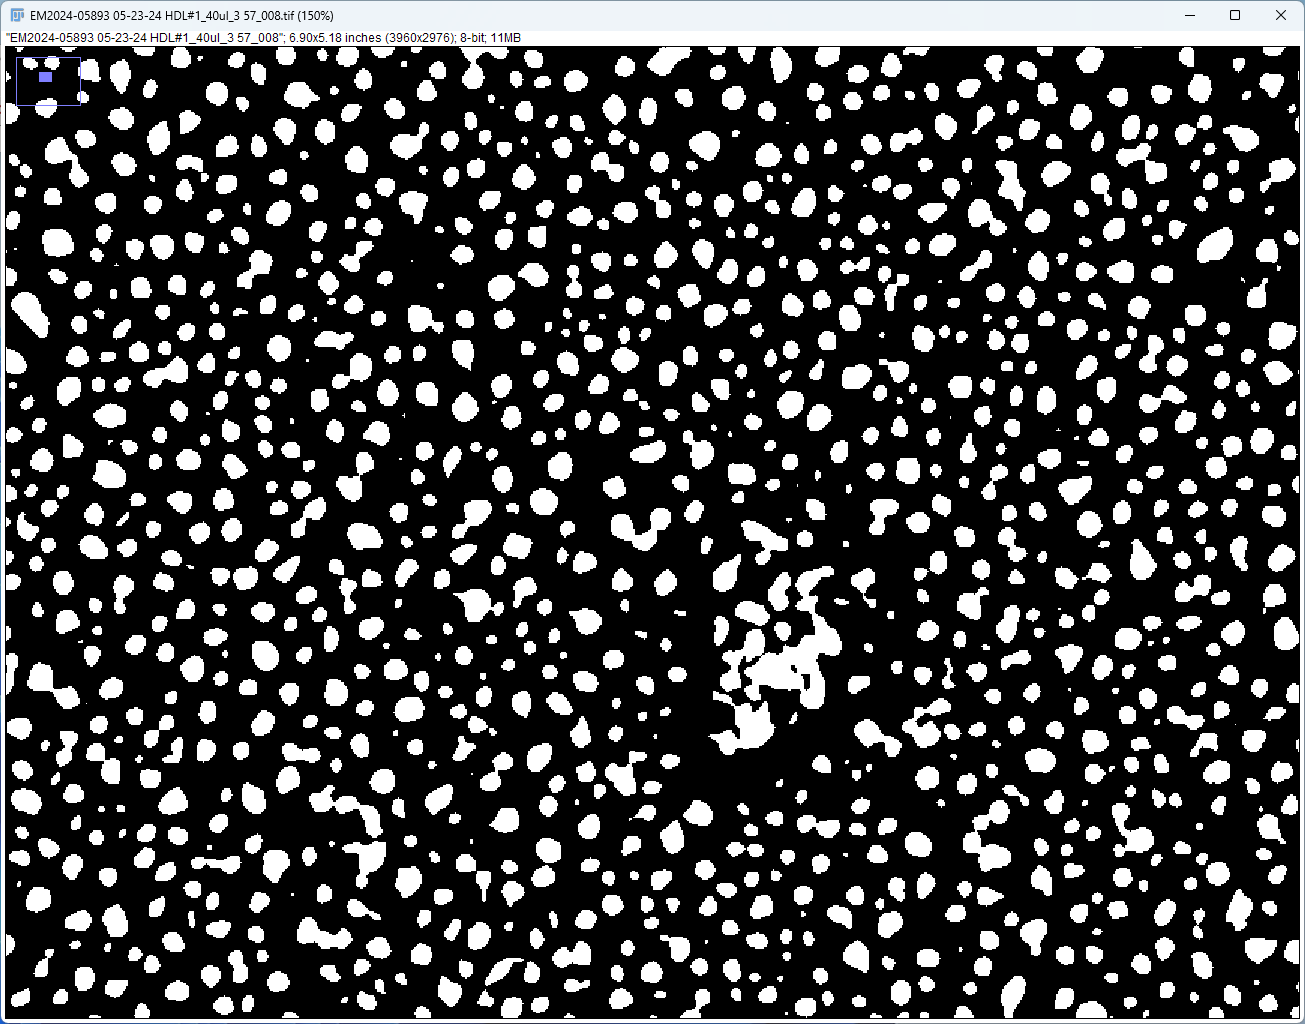 EM2024-05893 05-23-24 HDL#1_40ul_3 57_008.tif (150%)
"EM2024-05893 05-23-24 HDL#1_40ul_3 57_008"; 6.90x5.18 inches (3960x2976); 8-bit; 11MB